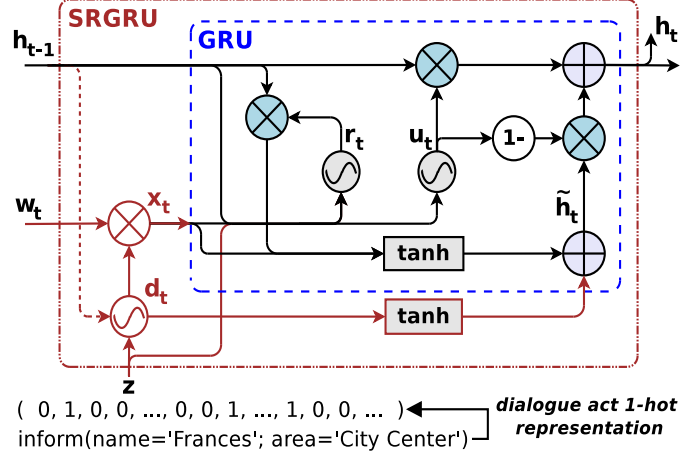 SRGRU
GRU
h_t-1
h_t
r_t
u_t
1-
w_t
x_t
h̃_t
tanh
d_t
tanh
z
( 0, 1, 0, 0, ..., 0, 0, 1, ..., 1, 0, 0, ... )
dialogue act 1-hot
representation
inform(name='Frances'; area='City Center')